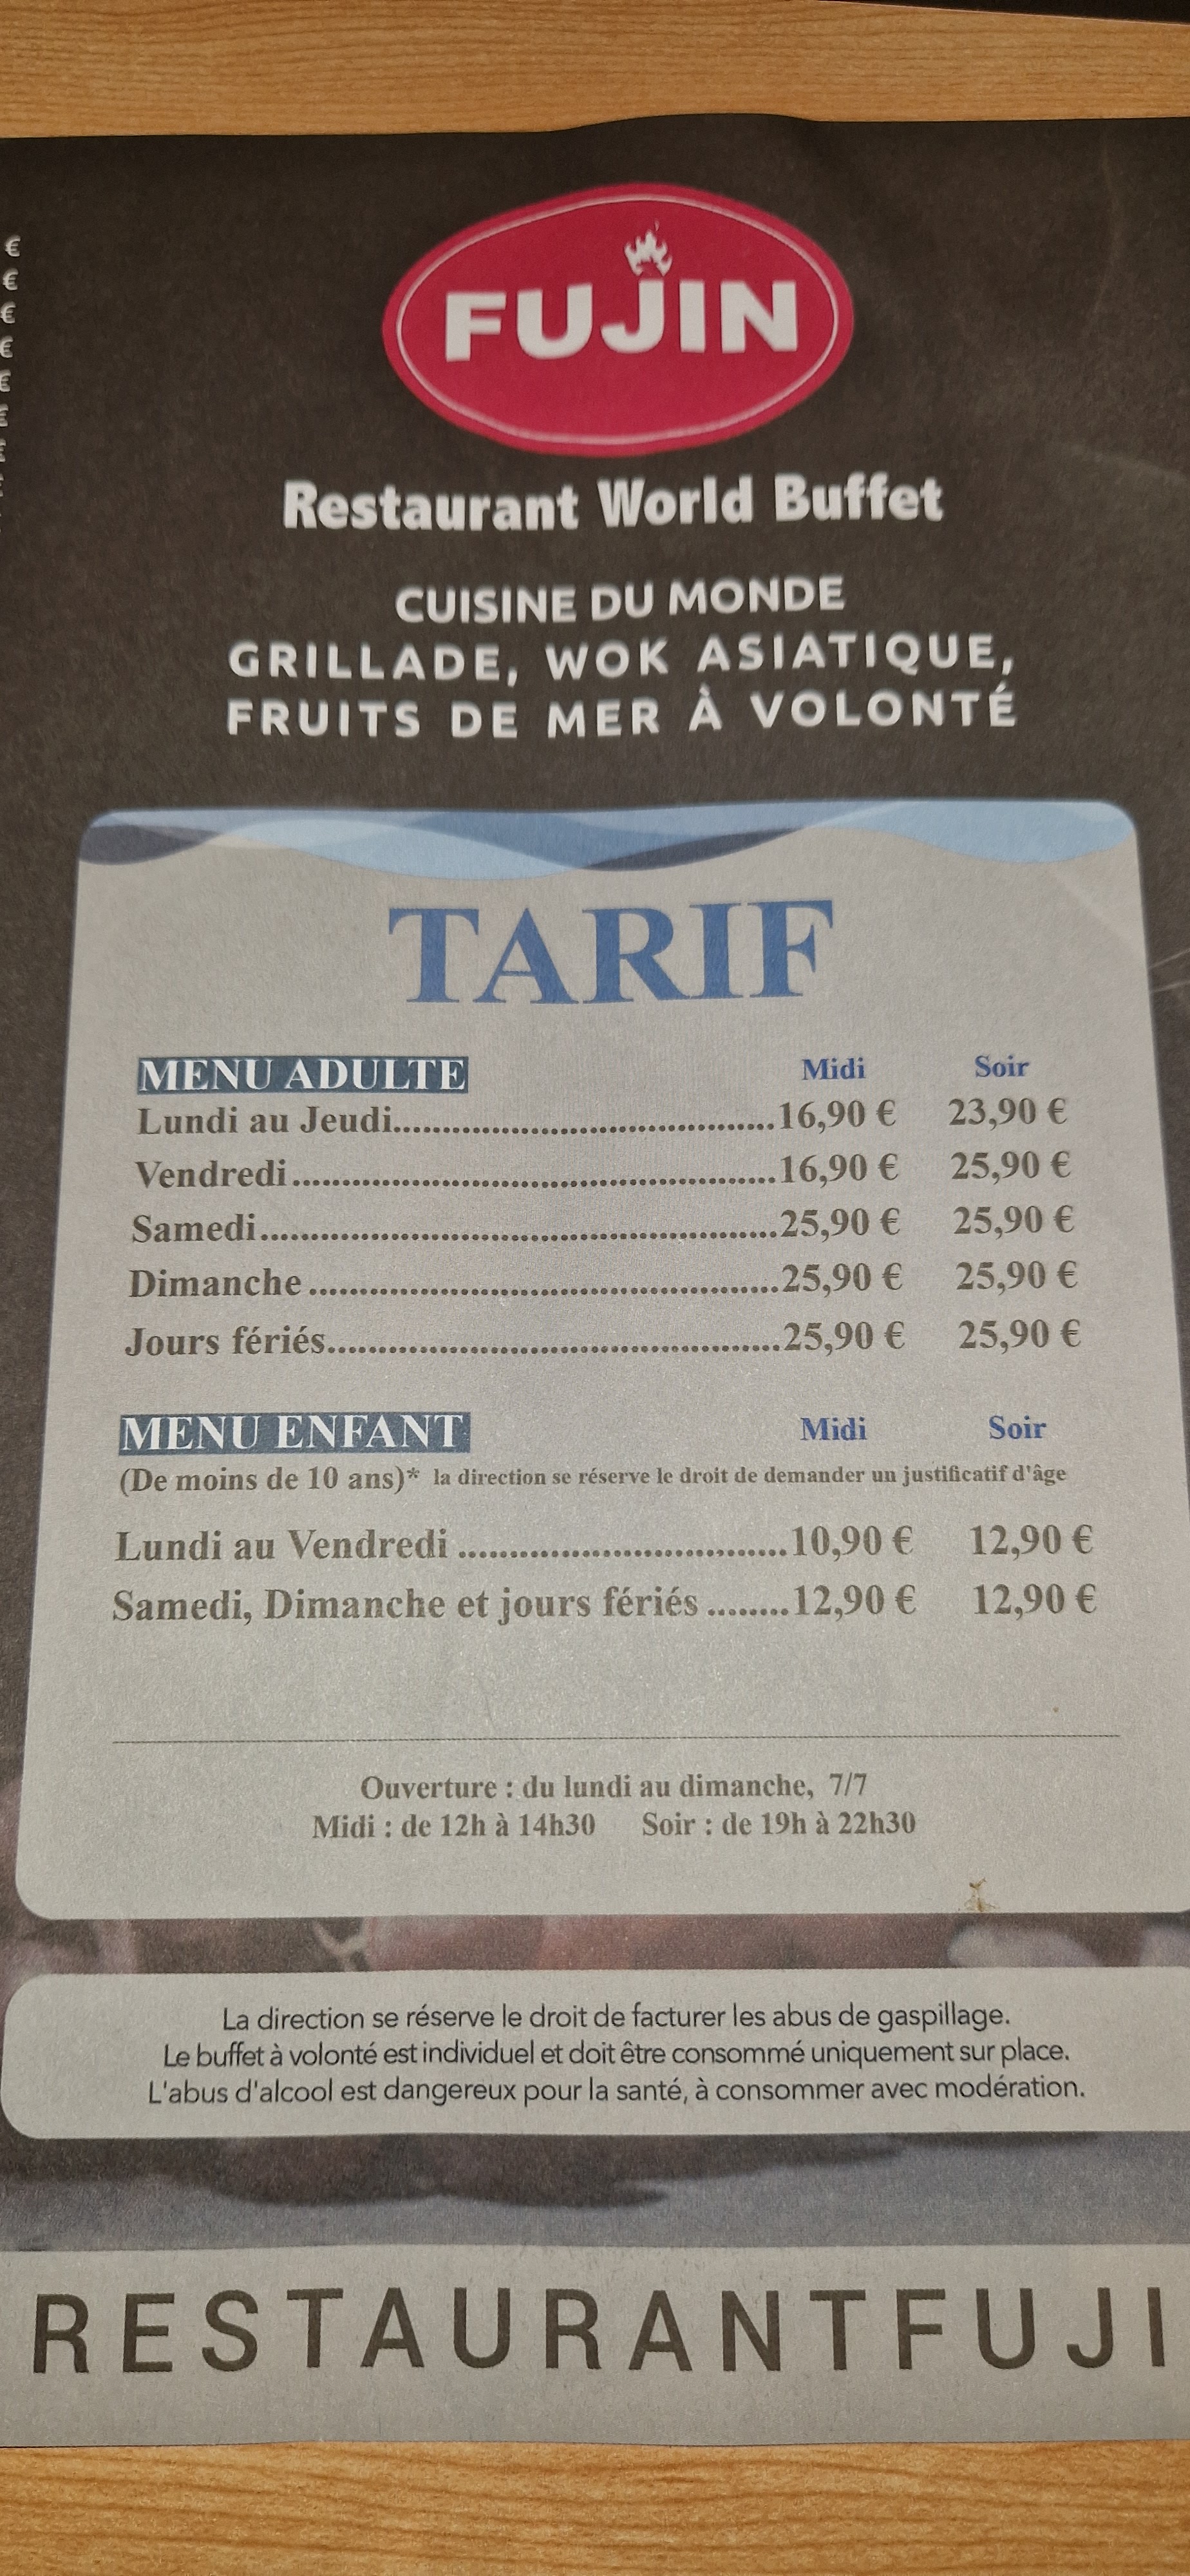 €
€
€
€
€
€
€
FUJIN
Restaurant World Buffet
CUISINE DU MONDE
GRILLADE, WOK ASIATIQUE,
FRUITS DE MER À VOLONTÉ
TARIF
MENU ADULTE Midi Soir
Lundi au Jeudi.......................................16,90 € 23,90 €
Vendredi.................................................16,90 € 25,90 €
Samedi.....................................................25,90 € 25,90 €
Dimanche................................................25,90 € 25,90 €
Jours fériés..............................................25,90 € 25,90 €
MENU ENFANT Midi Soir
(De moins de 10 ans)* la direction se réserve le droit de demander un justificatif d'âge
Lundi au Vendredi................................10,90 € 12,90 €
Samedi, Dimanche et jours fériés........12,90 € 12,90 €
Ouverture : du lundi au dimanche, 7/7
Midi : de 12h à 14h30 Soir : de 19h à 22h30
La direction se réserve le droit de facturer les abus de gaspillage.
Le buffet à volonté est individuel et doit être consommé uniquement sur place.
L'abus d'alcool est dangereux pour la santé, à consommer avec modération.
RESTAURANTFUJI